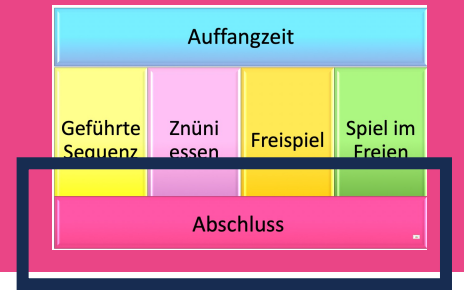 Auffangzeit
Geführte
Sequenz
Znüni
essen
Freispiel
Spiel im
Freien
Abschluss